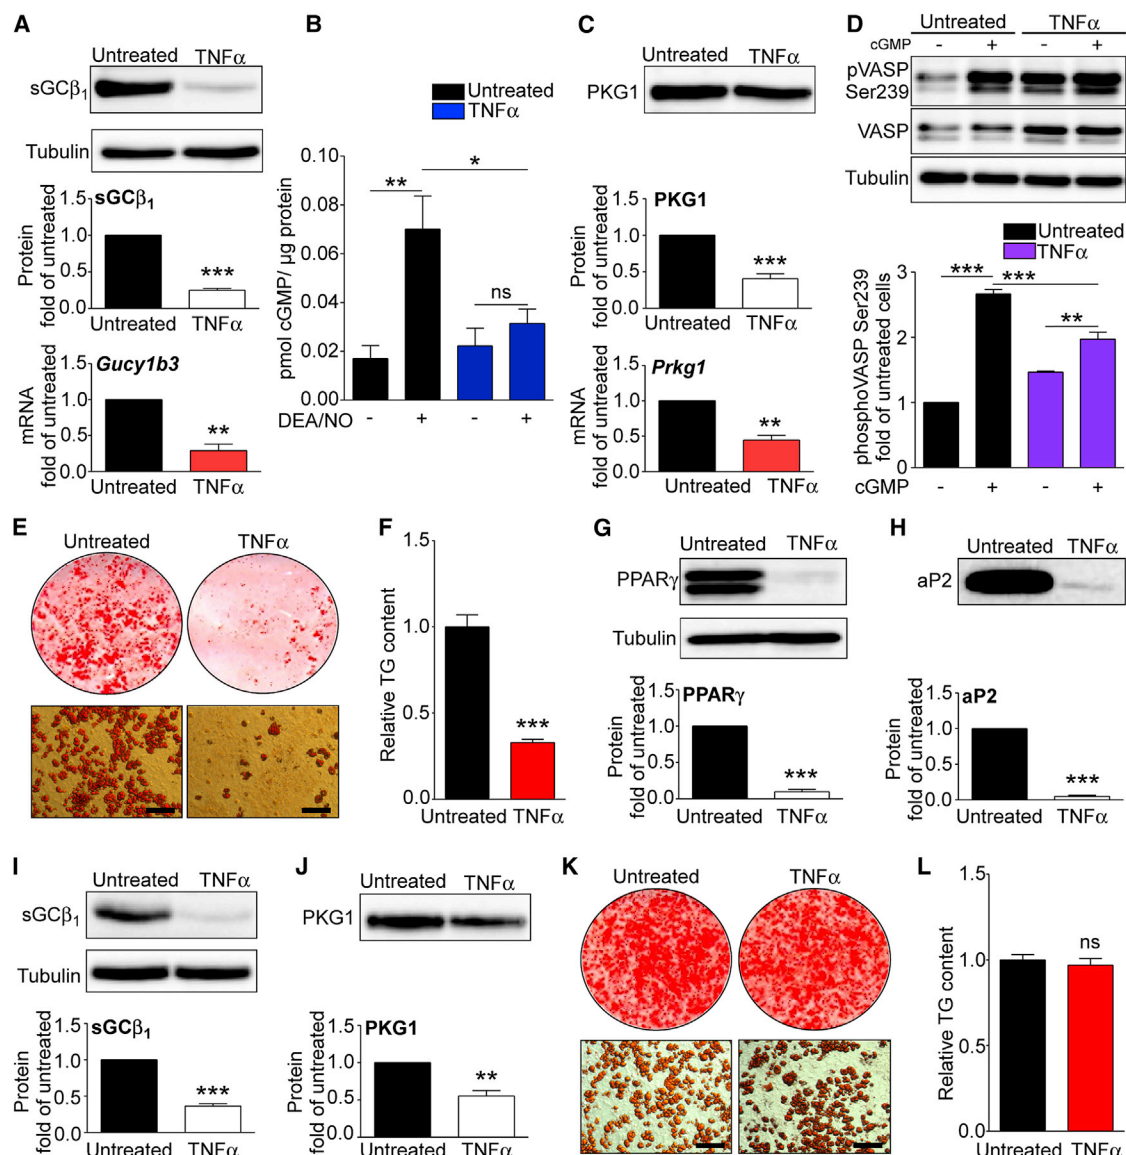 A
Untreated TNFα
sGCβ1
Tubulin
sGCβ1
Protein
fold of untreated
1.5
1.0
0.5
0.0
***
Untreated TNFα
Gucy1b3
mRNA
fold of untreated
1.5
1.0
0.5
0.0
**
Untreated TNFα
B
Untreated
TNFα
pmol cGMP/ µg protein
0.10
0.08
0.06
0.04
0.02
0.00
**
*
ns
DEA/NO - + - +
C
Untreated TNFα
PKG1
PKG1
Protein
fold of untreated
1.5
1.0
0.5
0.0
***
Untreated TNFα
Prkg1
mRNA
fold of untreated
1.5
1.0
0.5
0.0
**
Untreated TNFα
D
Untreated TNFα
cGMP - + - +
pVASP
Ser239
VASP
Tubulin
Untreated
TNFα
phosphoVASP Ser239
fold of untreated cells
3
2
1
0
*** ***
**
cGMP - + - +
E
Untreated TNFα
F
Relative TG content
1.5
1.0
0.5
0.0
***
Untreated TNFα
G
Untreated TNFα
PPARγ
Tubulin
PPARγ
Protein
fold of untreated
1.5
1.0
0.5
0.0
***
Untreated TNFα
H
Untreated TNFα
aP2
aP2
Protein
fold of untreated
1.5
1.0
0.5
0.0
***
Untreated TNFα
I
Untreated TNFα
sGCβ1
Tubulin
sGCβ1
Protein
fold of untreated
1.5
1.0
0.5
0.0
***
Untreated TNFα
J
Untreated TNFα
PKG1
PKG1
Protein
fold of untreated
1.5
1.0
0.5
0.0
**
Untreated TNFα
K
Untreated TNFα
L
Relative TG content
1.5
1.0
0.5
0.0
ns
Untreated TNFα